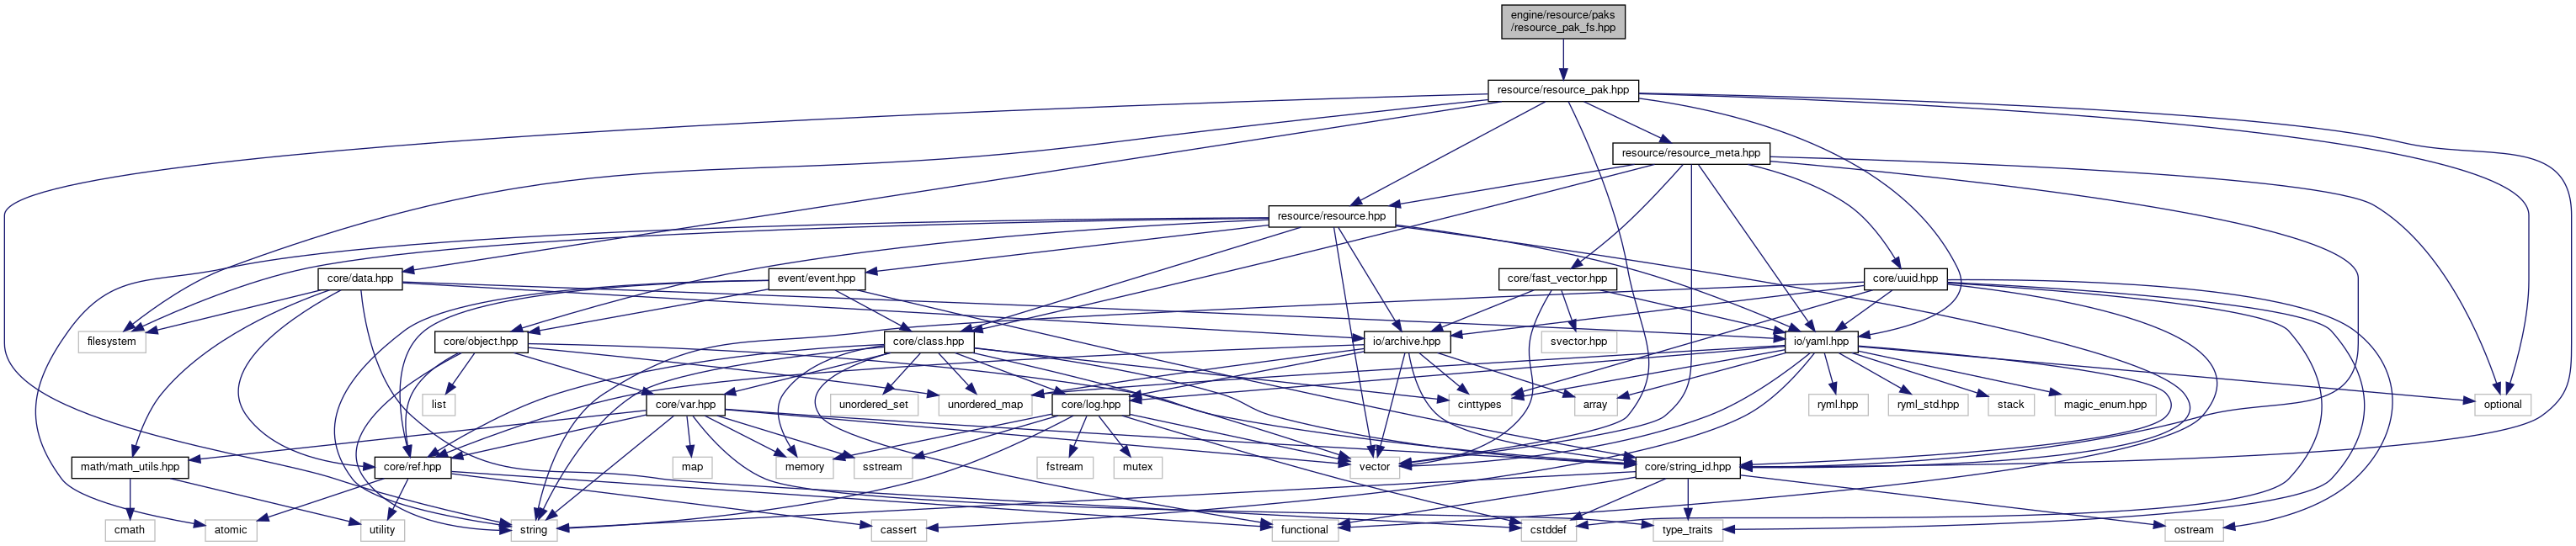 engine/resource/paks
/resource_pak_fs.hpp
resource/resource_pak.hpp
resource/resource_meta.hpp
resource/resource.hpp
core/data.hpp
event/event.hpp
core/fast_vector.hpp
core/uuid.hpp
filesystem
core/object.hpp
core/class.hpp
io/archive.hpp
svector.hpp
io/yaml.hpp
list
core/var.hpp
unordered_set
unordered_map
core/log.hpp
cinttypes
array
ryml.hpp
ryml_std.hpp
stack
magic_enum.hpp
optional
math/math_utils.hpp
core/ref.hpp
map
memory
sstream
fstream
mutex
vector
core/string_id.hpp
cmath
atomic
utility
string
cassert
functional
cstddef
type_traits
ostream